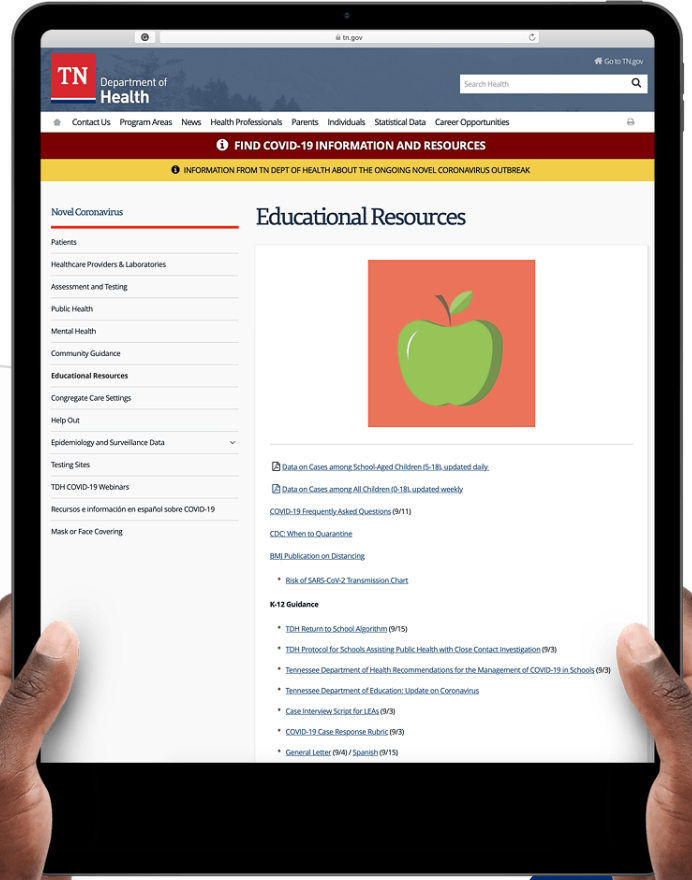 tn.gov
TN
Department of
Health
Go to TN.gov
Search Health
Contact Us Program Areas News Health Professionals Parents Individuals Statistical Data Career Opportunities
FIND COVID-19 INFORMATION AND RESOURCES
INFORMATION FROM TN DEPT OF HEALTH ABOUT THE ONGOING NOVEL CORONAVIRUS OUTBREAK
Novel Coronavirus
Patients
Healthcare Providers & Laboratories
Assessment and Testing
Public Health
Mental Health
Community Guidance
Educational Resources
Congregate Care Settings
Help Out
Epidemiology and Surveillance Data
Testing Sites
TDH COVID-19 Webinars
Recursos e información en español sobre COVID-19
Mask or Face Covering
Educational Resources
Data on Cases among School-Aged Children (5-18), updated daily
Data on Cases among All Children (0-18), updated weekly
COVID-19 Frequently Asked Questions (9/11)
CDC: When to Quarantine
BMJ Publication on Distancing
* Risk of SARS-CoV-2 Transmission Chart
K-12 Guidance
* TDH Return to School Algorithm (9/15)
* TDH Protocol for Schools Assisting Public Health with Close Contact Investigation (9/3)
* Tennessee Department of Health Recommendations for the Management of COVID-19 in Schools (9/3)
* Tennessee Department of Education: Update on Coronavirus
* Case Interview Script for LEAs (9/3)
* COVID-19 Case Response Rubric (9/3)
* General Letter (9/4) / Spanish (9/15)